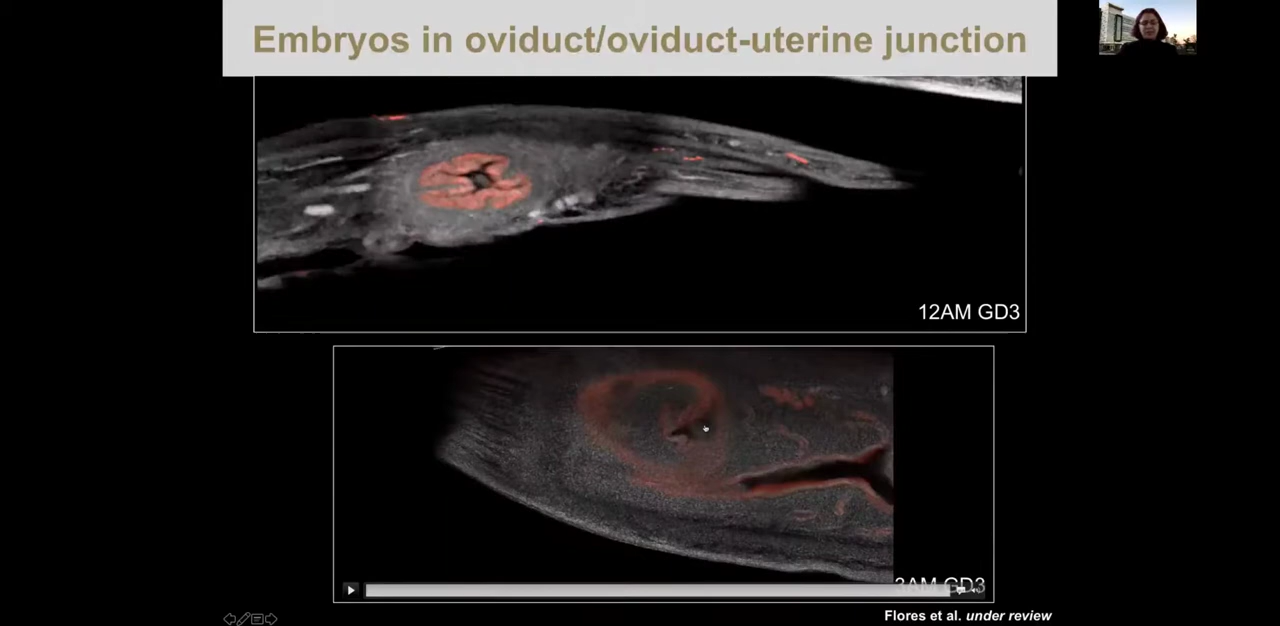 Embryos in oviduct/oviduct-uterine junction
12AM GD3
3AM GD3
Flores et al. under review